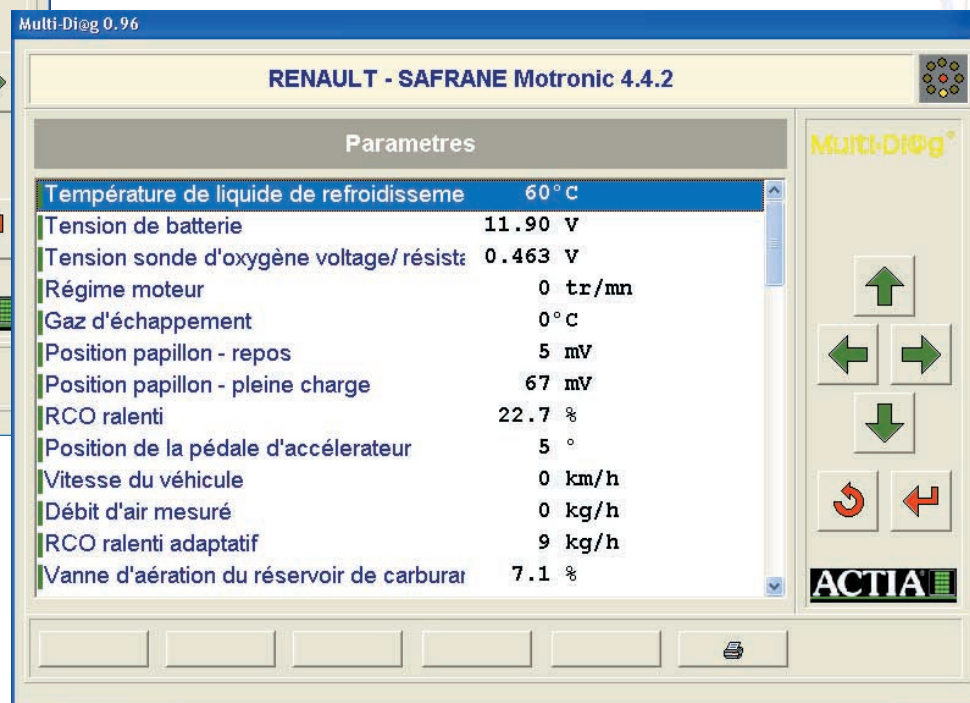 Multi-Di@g 0.96
RENAULT - SAFRANE Motronic 4.4.2
Parametres
Multi-Di@g®
Température de liquide de refroidisseme 60°C
Tension de batterie 11.90 V
Tension sonde d'oxygène voltage/ résista 0.463 V
Régime moteur 0 tr/mn
Gaz d'échappement 0°C
Position papillon - repos 5 mV
Position papillon - pleine charge 67 mV
RCO ralenti 22.7 %
Position de la pédale d'accélerateur 5 °
Vitesse du véhicule 0 km/h
Débit d'air mesuré 0 kg/h
RCO ralenti adaptatif 9 kg/h
Vanne d'aération du réservoir de carburar 7.1 %
ACTIA